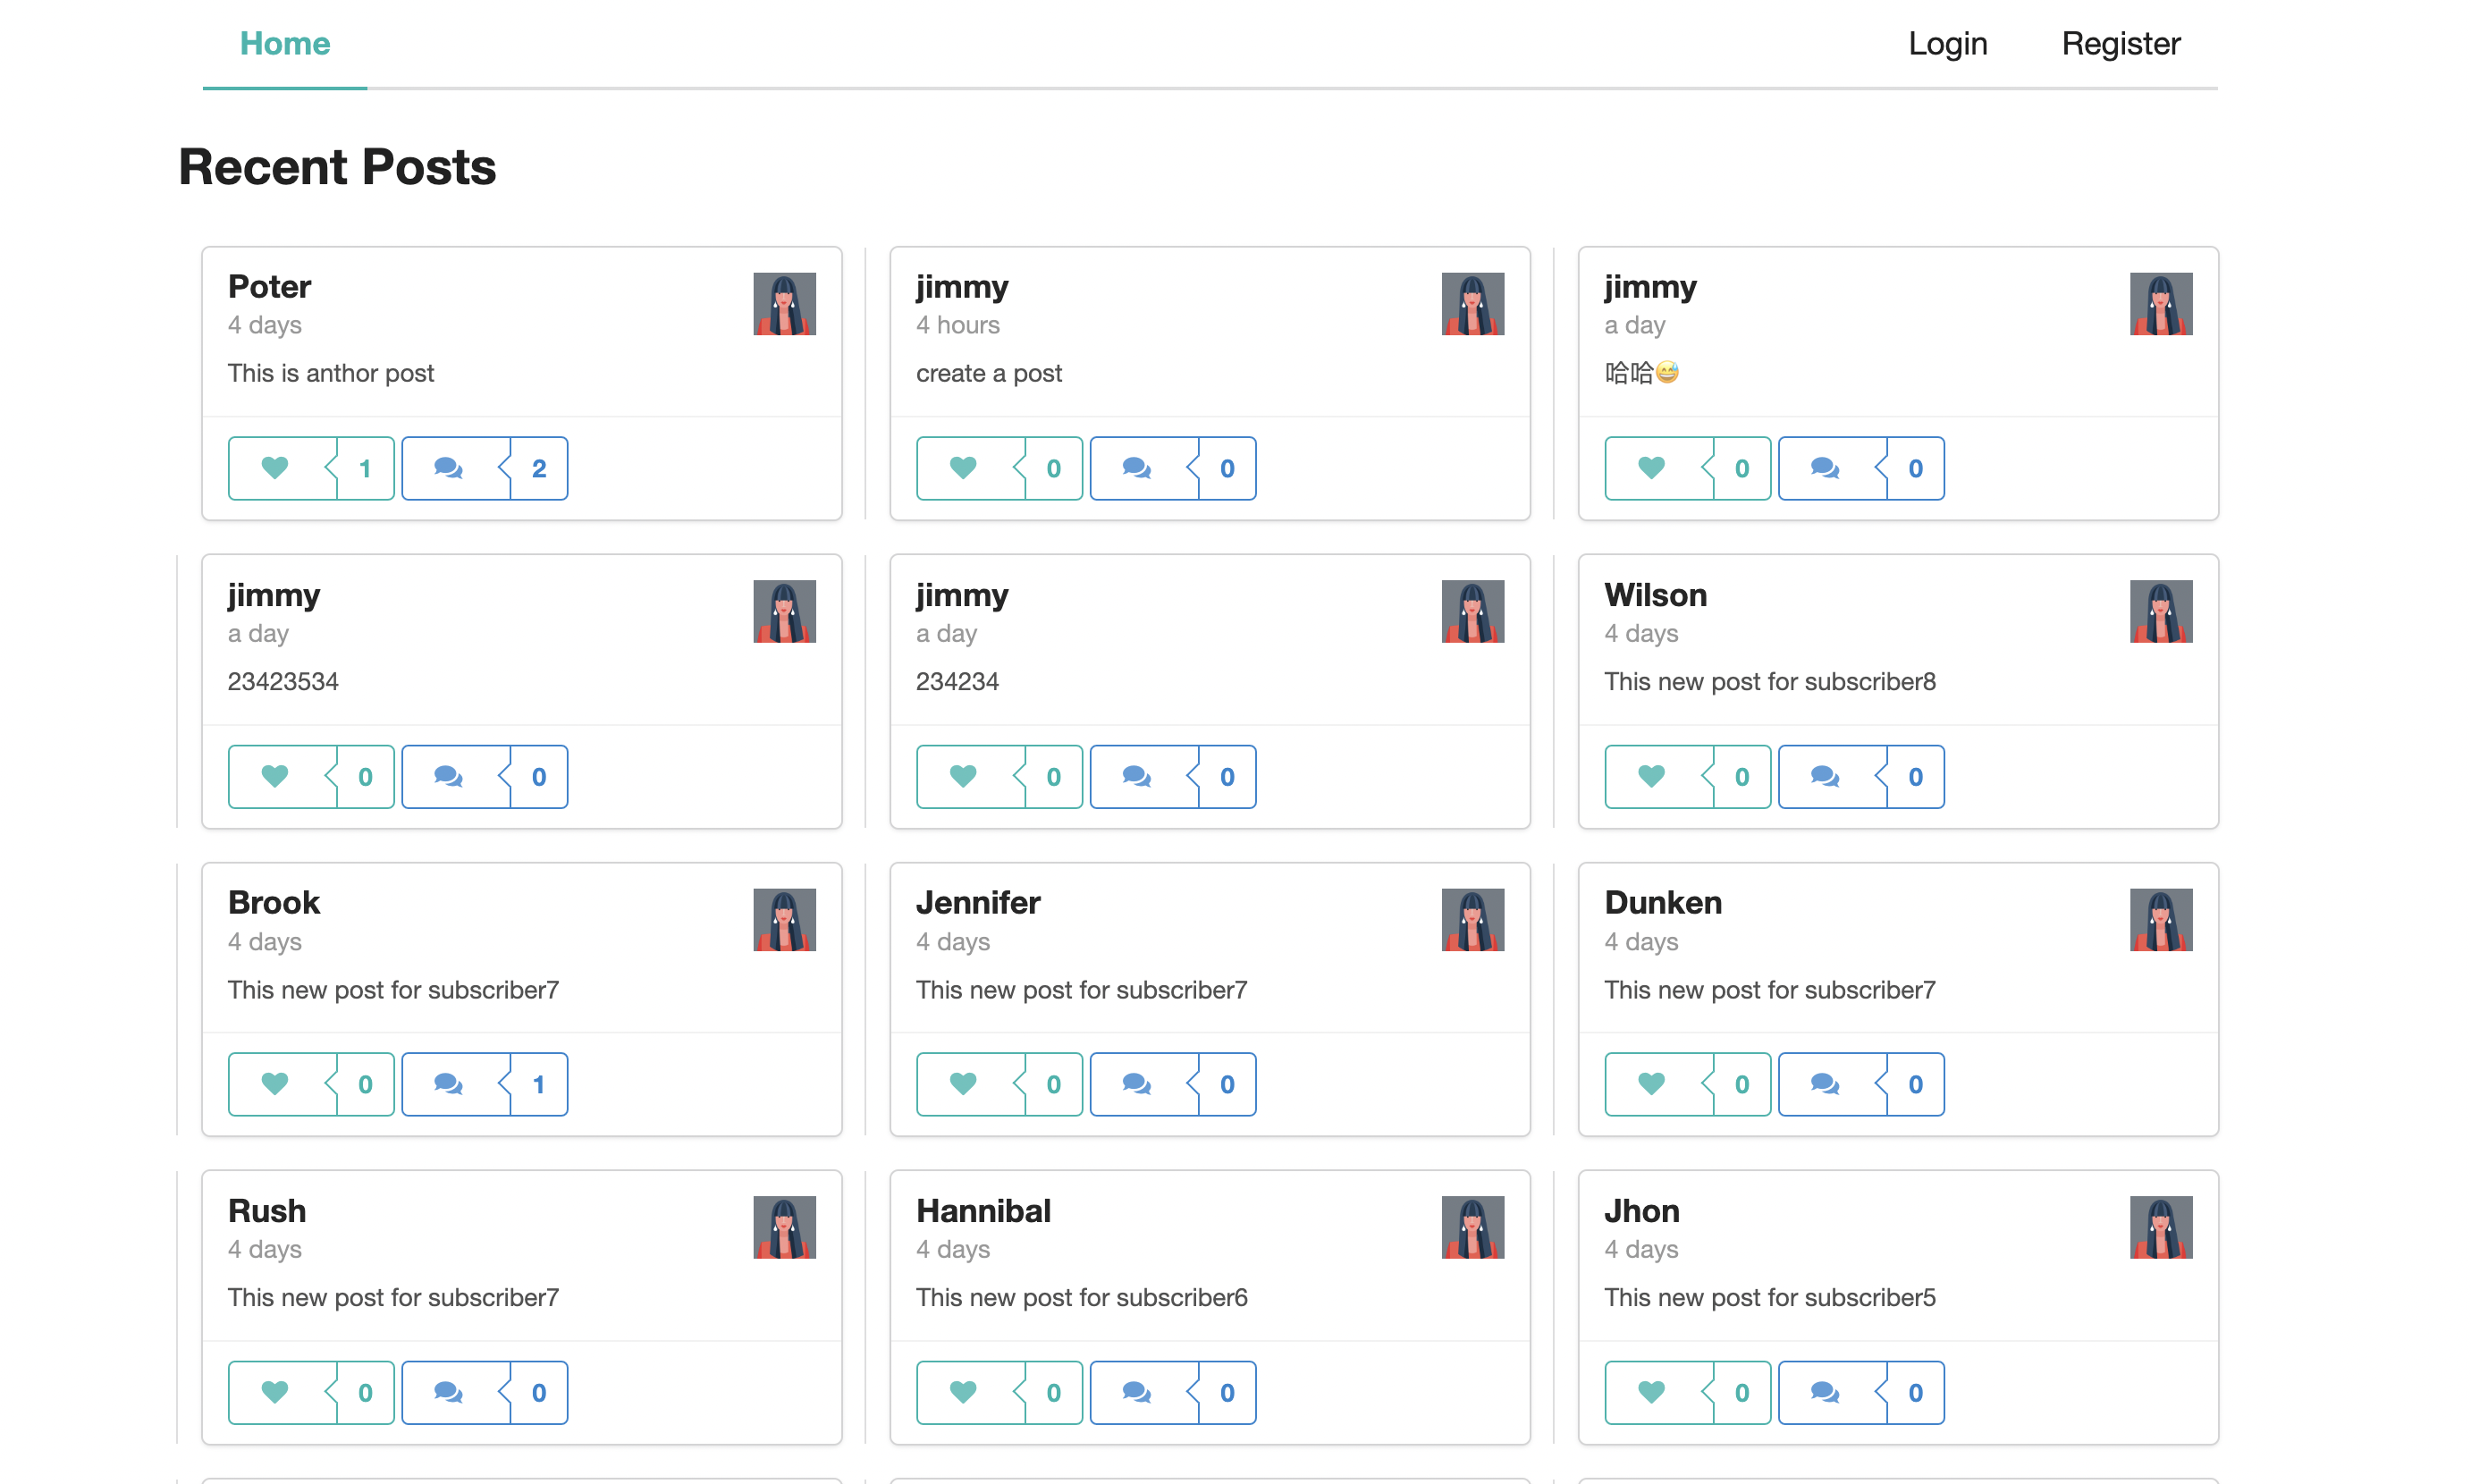 Home Login Register
Recent Posts
Poter
4 days
This is anthor post
1 2
jimmy
4 hours
create a post
0 0
jimmy
a day
哈哈😅
0 0
jimmy
a day
23423534
0 0
jimmy
a day
234234
0 0
Wilson
4 days
This new post for subscriber8
0 0
Brook
4 days
This new post for subscriber7
0 1
Jennifer
4 days
This new post for subscriber7
0 0
Dunken
4 days
This new post for subscriber7
0 0
Rush
4 days
This new post for subscriber7
0 0
Hannibal
4 days
This new post for subscriber6
0 0
Jhon
4 days
This new post for subscriber5
0 0